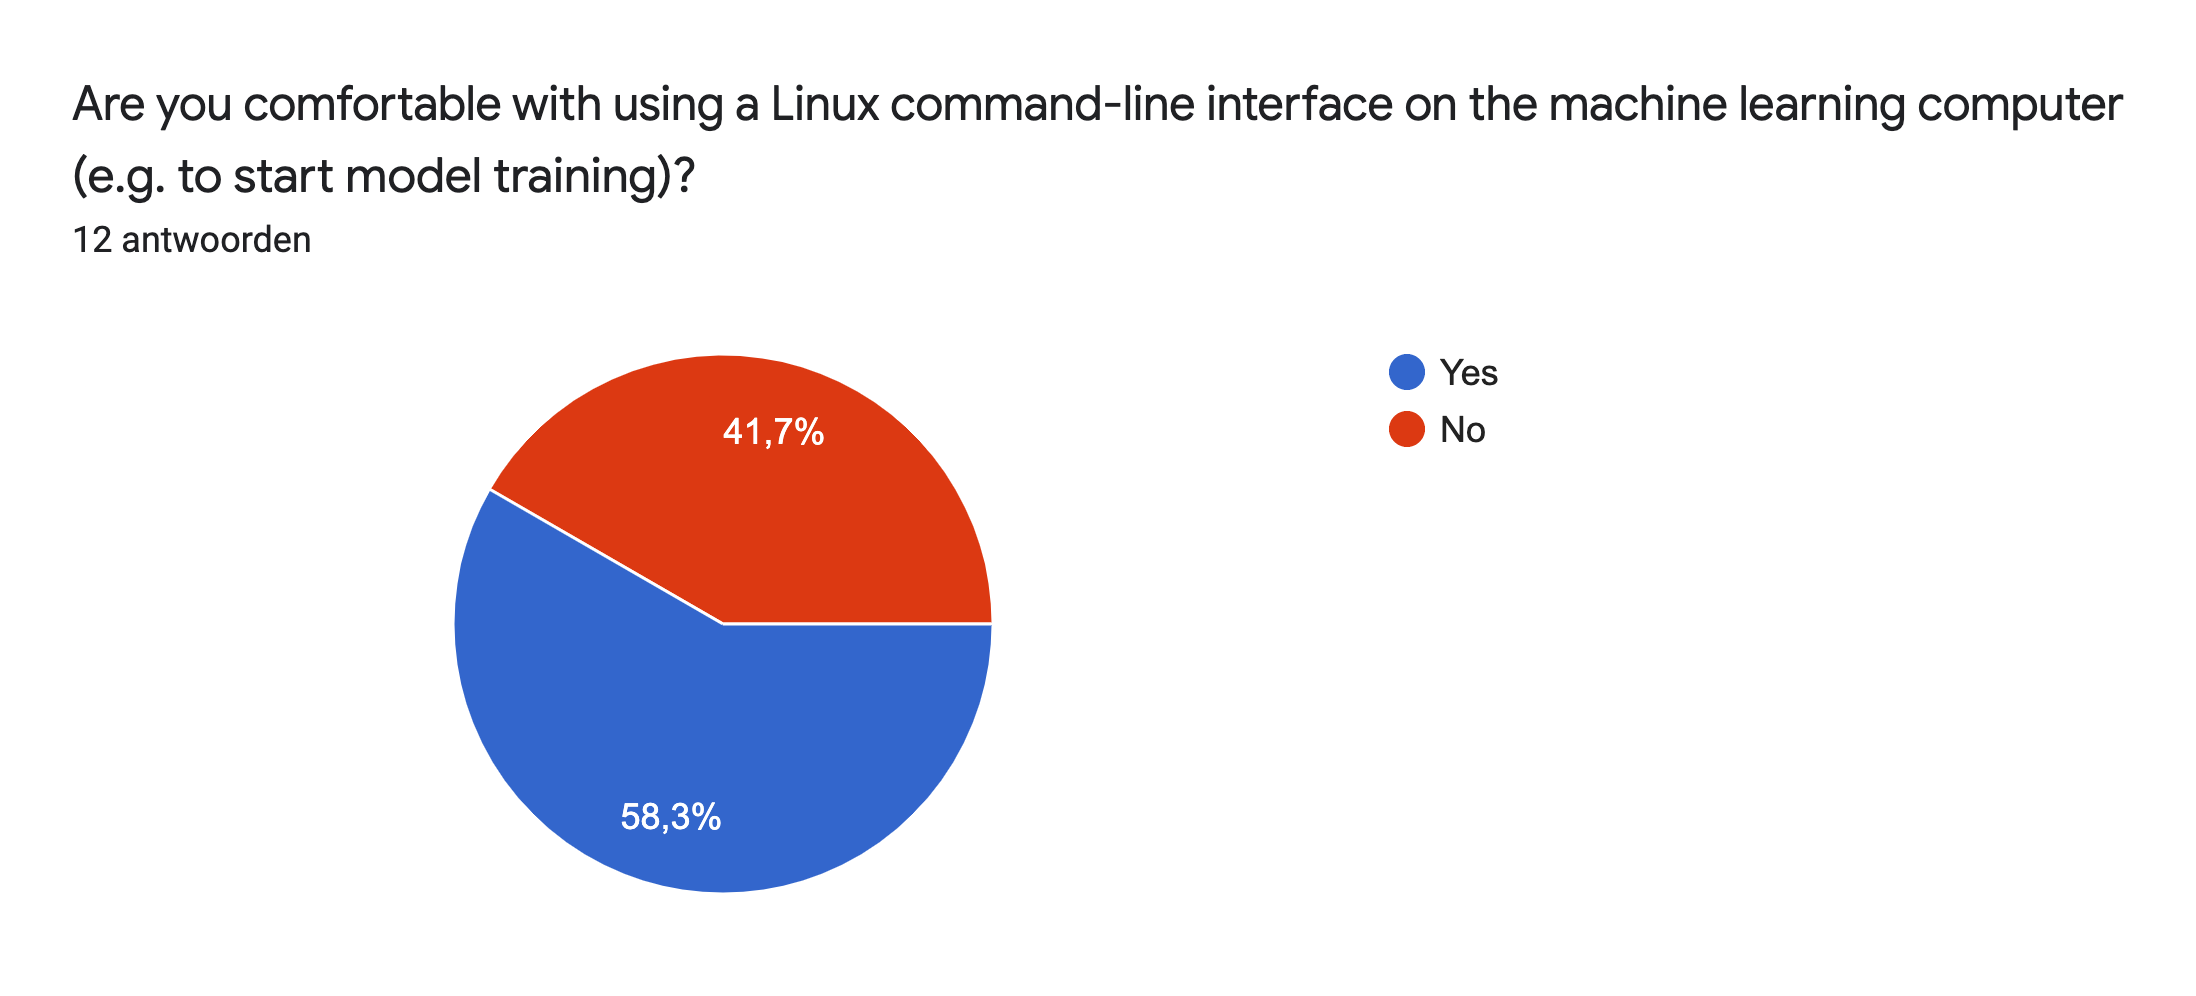 Are you comfortable with using a Linux command-line interface on the machine learning computer
(e.g. to start model training)?
12 antwoorden
Yes
No
41,7%
58,3%